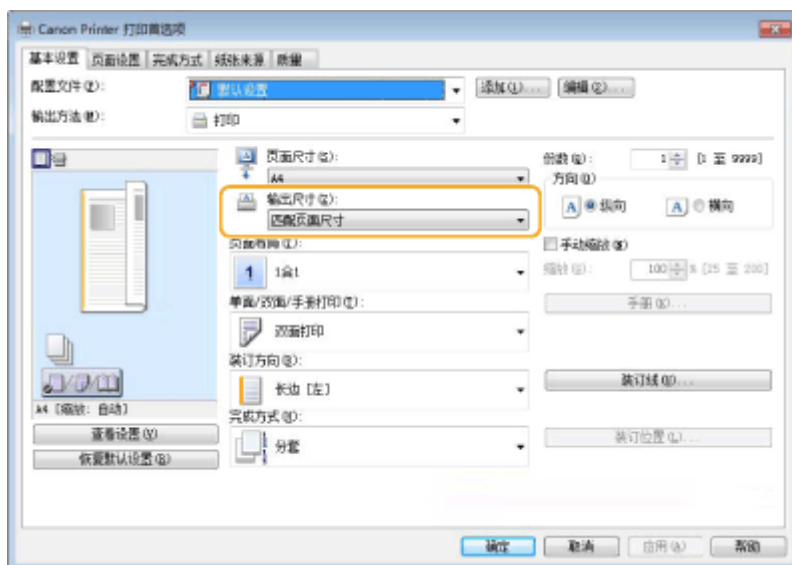 Canon Printer 打印首选项
基本设置 页面设置 完成方式 纸张来源 质量
配置文件(F): 默认设置 添加(1)... 编辑(2)...
输出方法(M): 打印
页面尺寸(S): 份数(C): 1 [1 至 9999]
A4 方向(O)
输出尺寸(Z): A 纵向 A 横向
匹配页面尺寸
页面布局(L): 手动缩放(N)
1 1合1 缩放(G): 100 % [25 至 200]
单面/双面/手册打印(T): 手册(K)...
双面打印
装订方向(B):
长边 [左] 装订线(U)...
A4 [缩放: 自动]
完成方式(H):
查看设置(V) 分套 装订位置(L)...
恢复默认设置(R)
确定 取消 应用(A) 帮助